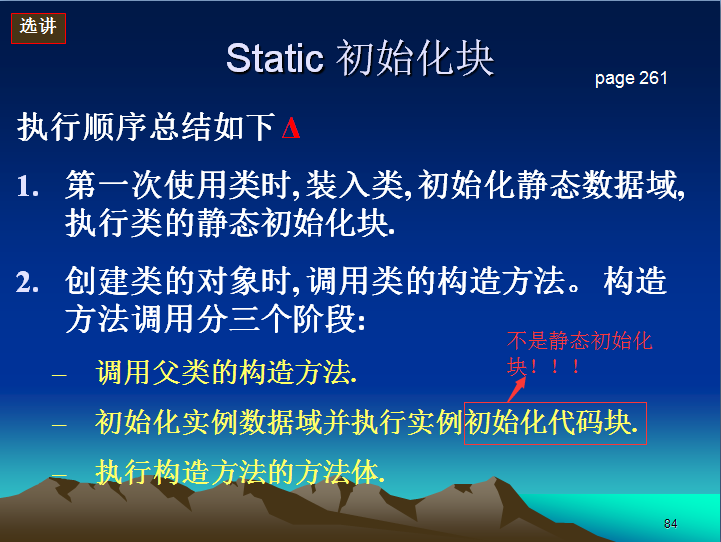 选讲
Static 初始化块
page 261
执行顺序总结如下 Δ
1. 第一次使用类时, 装入类, 初始化静态数据域,
执行类的静态初始化块.
2. 创建类的对象时, 调用类的构造方法。 构造
方法调用分三个阶段:
不是静态初始化
块！！！
– 调用父类的构造方法.
– 初始化实例数据域并执行实例初始化代码块.
– 执行构造方法的方法体.
84